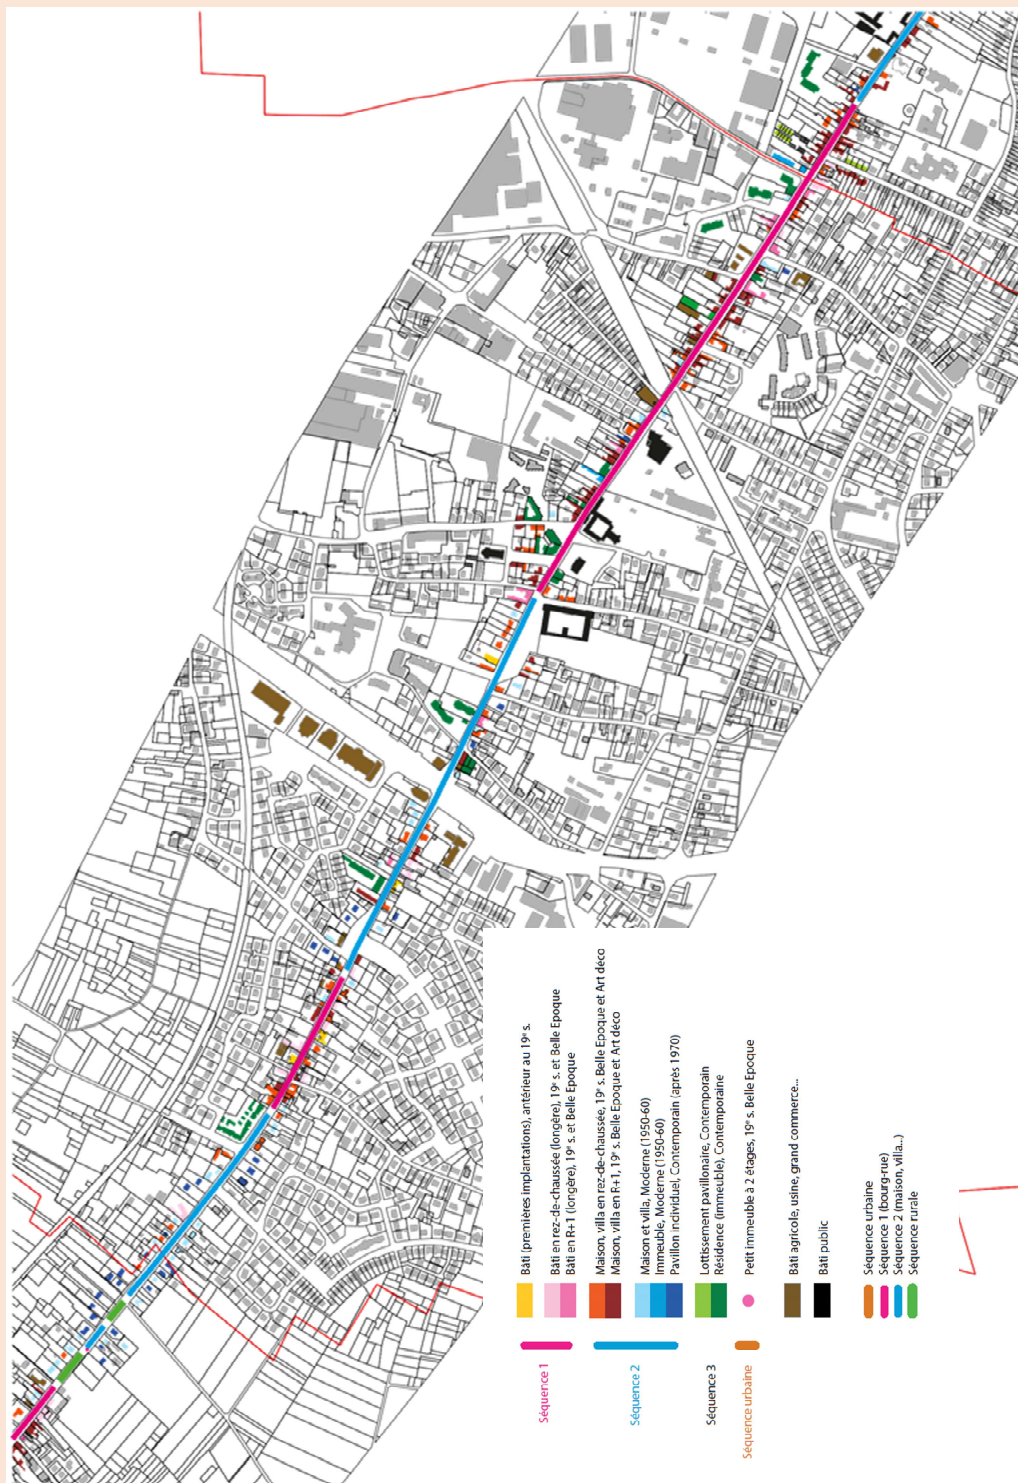 Séquence 1
Bâti (premières implantations), antérieur au 19e s.
Bâti en rez-de-chaussée (longère), 19e s. et Belle Epoque
Bâti en R+1 (longère), 19e s. et Belle Epoque
Séquence 2
Maison, villa en rez-de-chaussée, 19e s. Belle Epoque et Art déco
Maison, villa en R+1, 19e s. Belle Epoque et Art déco
Maison et villa, Moderne (1950-60)
Immeuble, Moderne (1950-60)
Pavillon individuel, Contemporain (après 1970)
Séquence 3
Lottissement pavillonaire, Contemporain
Résidence (immeuble), Contemporaine
Séquence urbaine
Petit immeuble à 2 étages, 19e s. Belle Epoque
Bâti agricole, usine, grand commerce...
Bâti public
Séquence urbaine
Séquence 1 (bourg-rue)
Séquence 2 (maison, villa...)
Séquence rurale